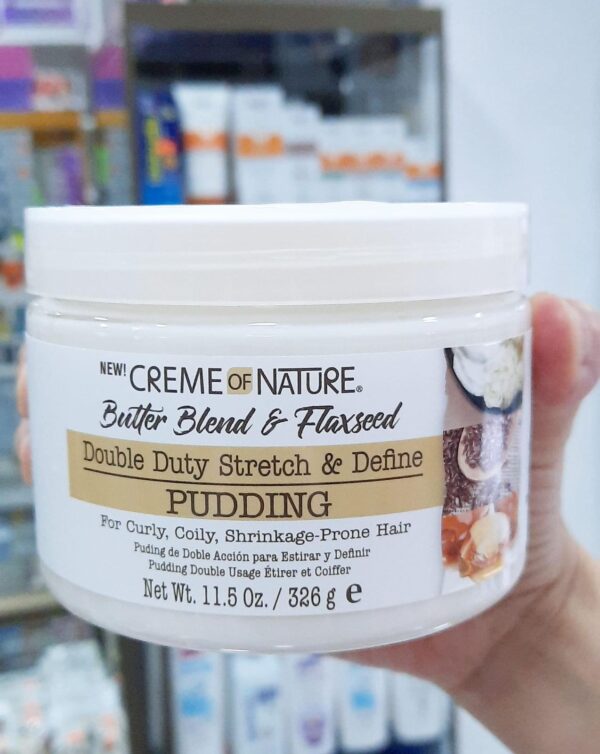 NEW! CREME OF NATURE®
Butter Blend & Flaxseed
Double Duty Stretch & Define
PUDDING
For Curly, Coily, Shrinkage-Prone Hair
Puding de Doble Acción para Estirar y Definir
Pudding Double Usage Étirer et Coiffer
Net Wt. 11.5 Oz. / 326 g e